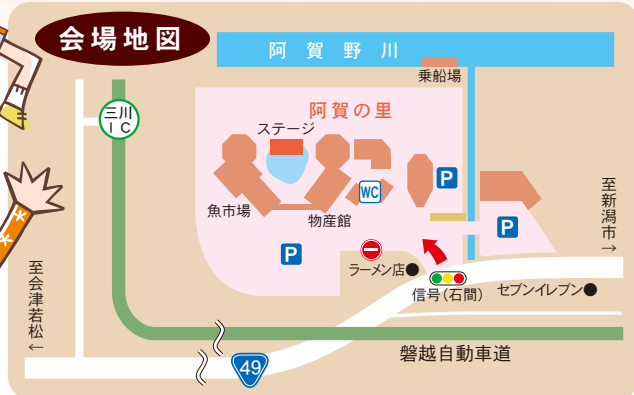 会場地図
阿賀野川
乗船場
三川
IC
阿賀の里
ステージ
魚市場
物産館
WC
P
P
P
ラーメン店
信号(石間)
セブンイレブン
至新潟市→
至会津若松←
磐越自動車道
49